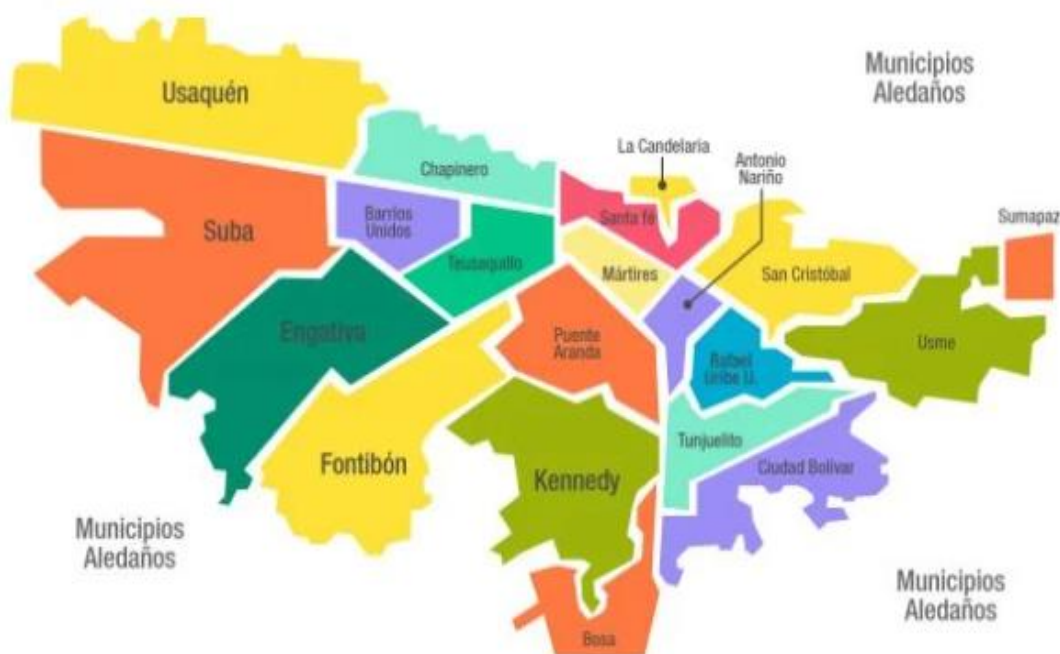 Usaquén
Municipios
Aledaños
La Candelaria
Antonio
Nariño
Chapinero
Suba
Barrios
Unidos
Santa fé
Sumapaz
Teusaquillo
Mártires
San Cristóbal
Engativa
Puente
Aranda
Rafael
Uribe U.
Usme
Tunjuelito
Fontibón
Kennedy
Ciudad Bolívar
Municipios
Aledaños
Municipios
Aledaños
Bosa